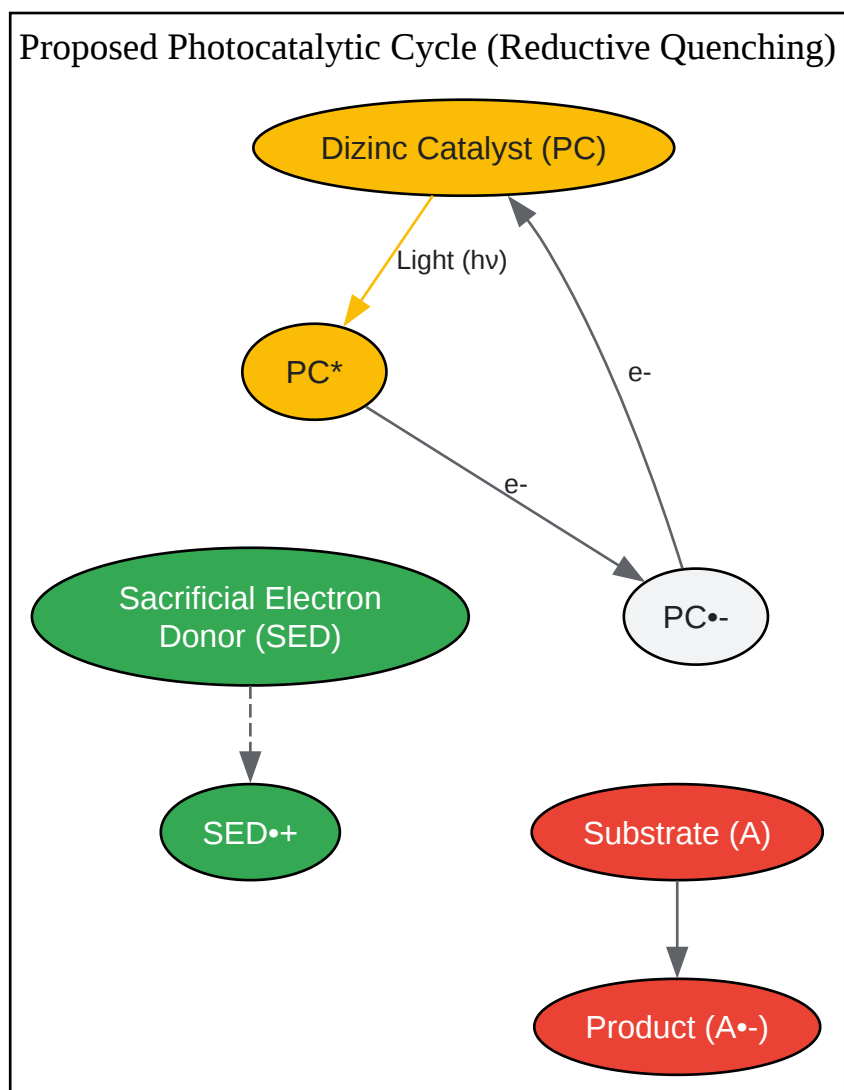 Proposed Photocatalytic Cycle (Reductive Quenching)
Dizinc Catalyst (PC)
Light (hν)
PC*
e-
e-
Sacrificial Electron
Donor (SED)
PC•-
SED•+
Substrate (A)
Product (A•-)